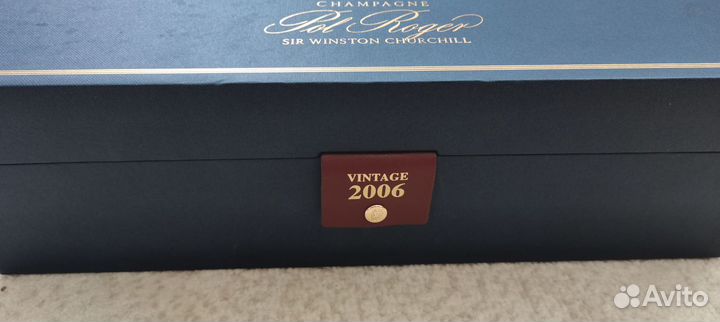 CHAMPAGNE
Pol Roger
SIR WINSTON CHURCHILL
VINTAGE
2006
Avito